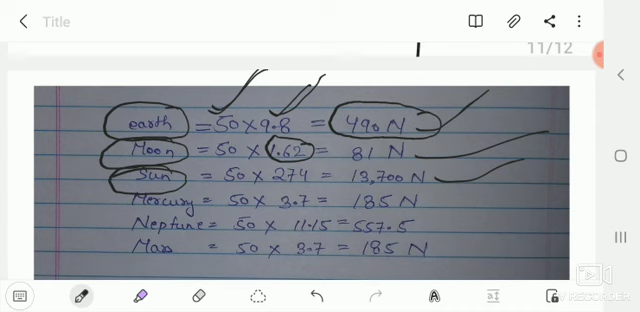 Title
11/12
earth = 50 × 9.8 = 490 N
Moon = 50 × 1.62 = 81 N
Sun = 50 × 274 = 13,700 N
Mercury = 50 × 3.7 = 185 N
Neptune = 50 × 11.15 = 557.5
Mars = 50 × 3.7 = 185 N
RECORDER